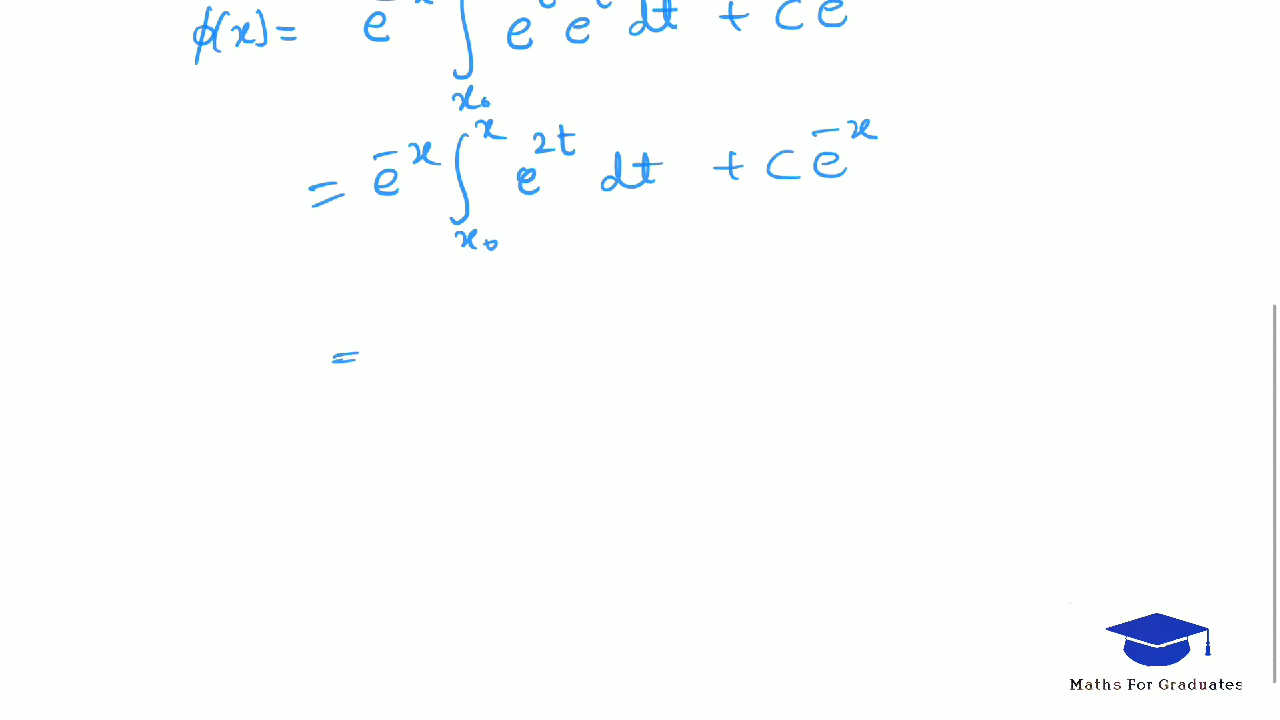 ϕ(x) = e^{-x} ∫_{x₀} e^t e^t dt + C e
= e^{-x} ∫_{x₀}^{x} e^{2t} dt + C e^{-x}
=
Maths For Graduates